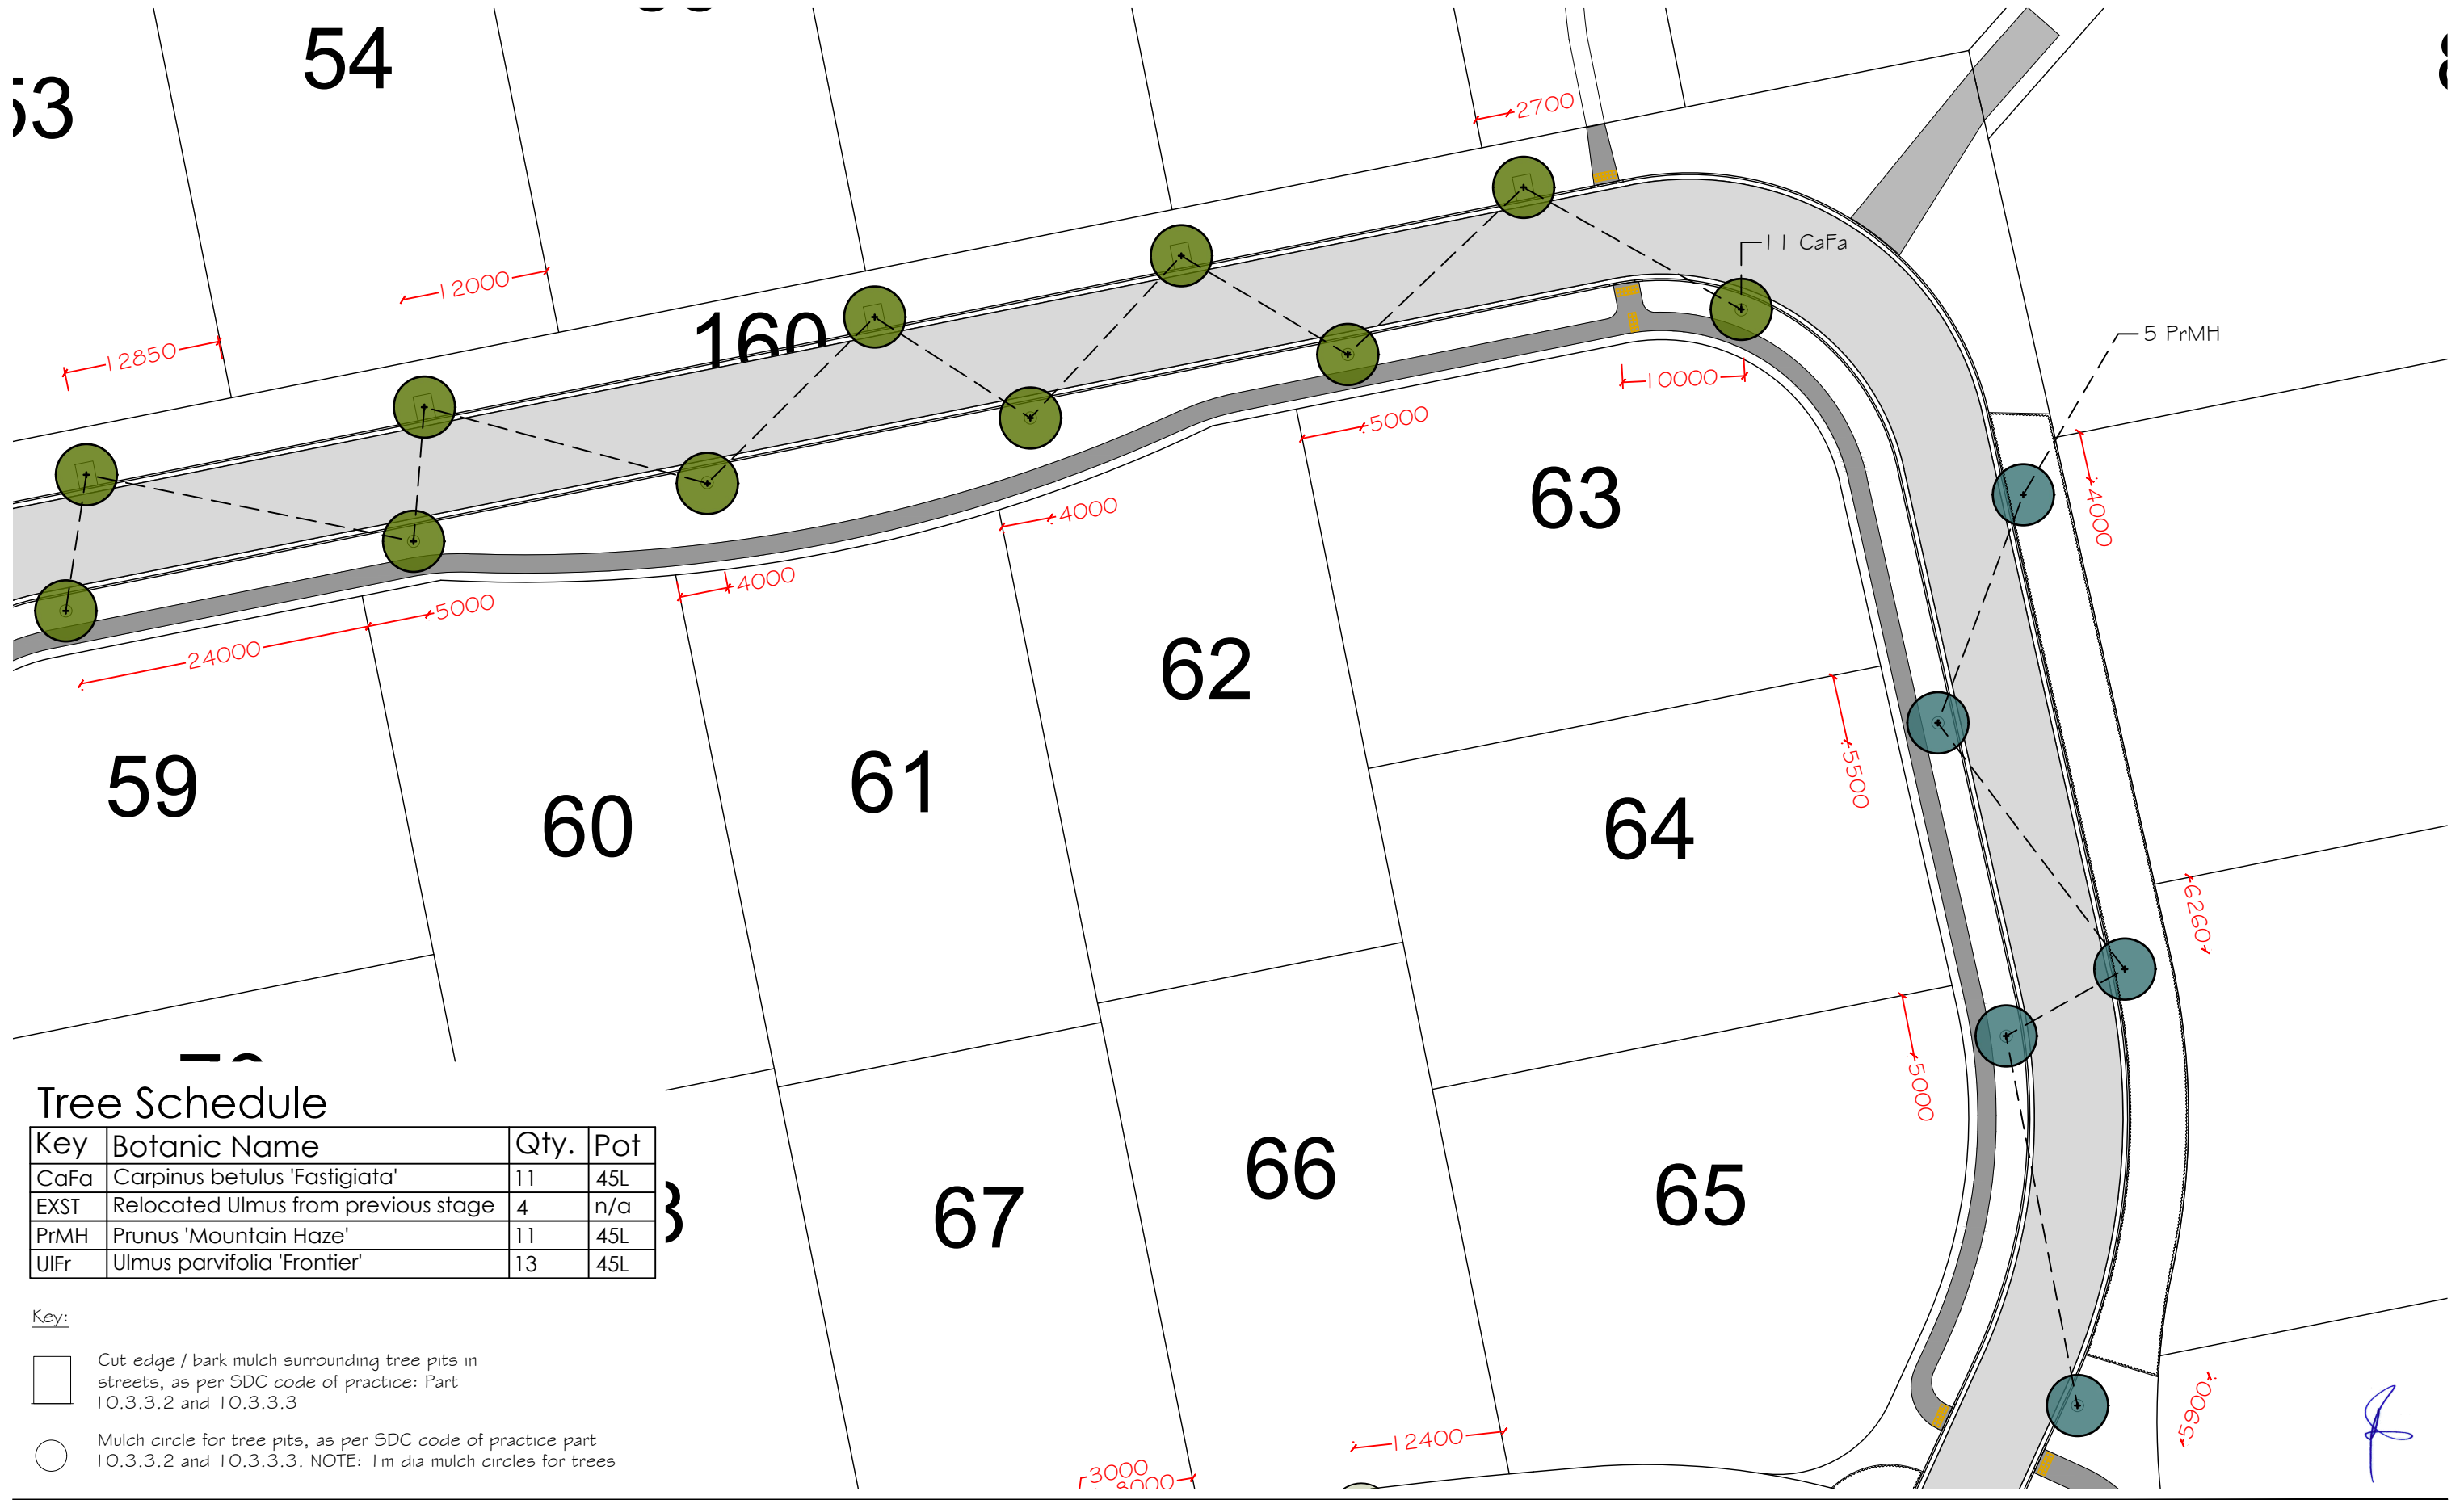 54
53
2700
11 CaFa
12000
160
12850
5 PrMH
10000
5000
63
4000
4000
4000
5000
24000
62
5500
59
60
61
64
6260
5000
Tree Schedule
Key Botanic Name Qty. Pot
CaFa Carpinus betulus 'Fastigiata' 11 45L
EXST Relocated Ulmus from previous stage 4 n/a
PrMH Prunus 'Mountain Haze' 11 45L
UlFr Ulmus parvifolia 'Frontier' 13 45L
67
66
65
Key:
Cut edge / bark mulch surrounding tree pits in
streets, as per SDC code of practice: Part
10.3.3.2 and 10.3.3.3
Mulch circle for tree pits, as per SDC code of practice part
10.3.3.2 and 10.3.3.3. NOTE: 1m dia mulch circles for trees
12400
5900
3000